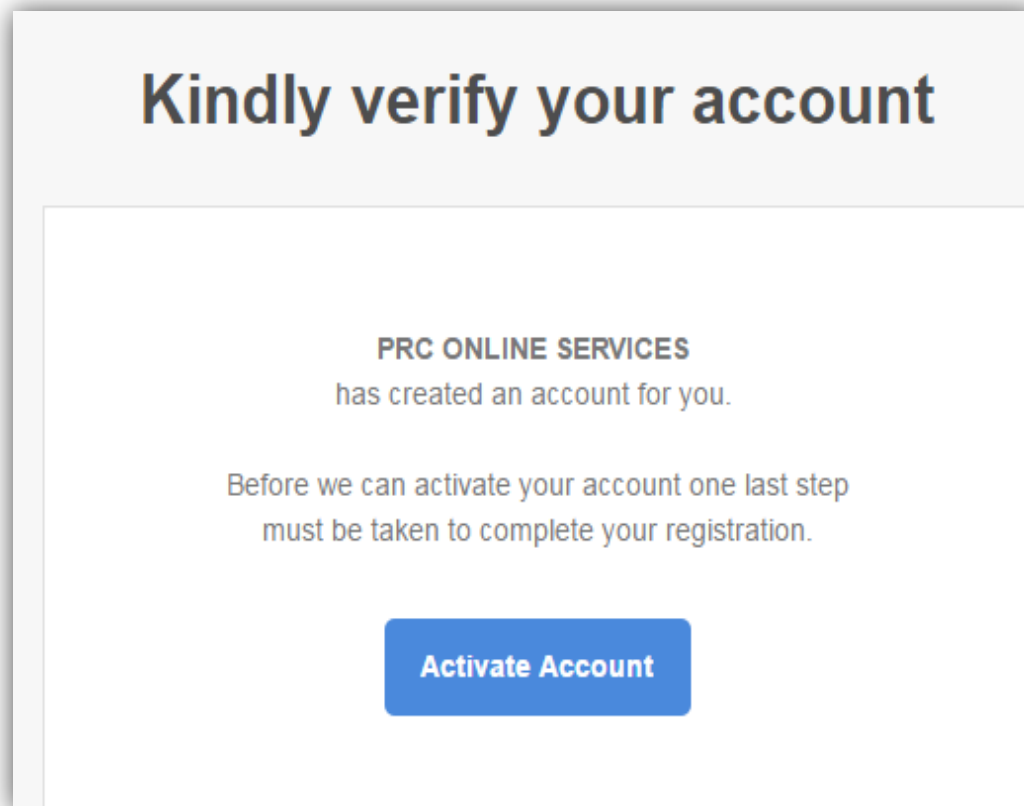 Kindly verify your account
PRC ONLINE SERVICES
has created an account for you.
Before we can activate your account one last step
must be taken to complete your registration.
Activate Account